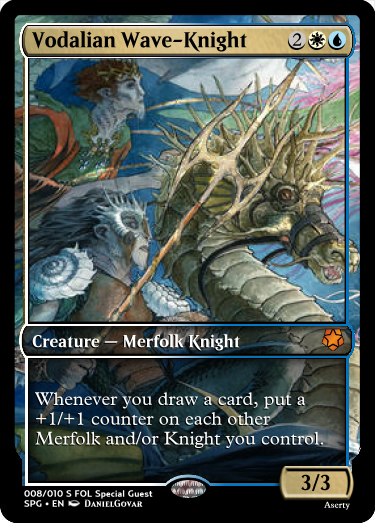 Vodalian Wave-Knight 2
Creature — Merfolk Knight
Whenever you draw a card, put a
+1/+1 counter on each other
Merfolk and/or Knight you control.
3/3
008/010 S FOL Special Guest
SPG • EN DANIELGOVAR
Aserty